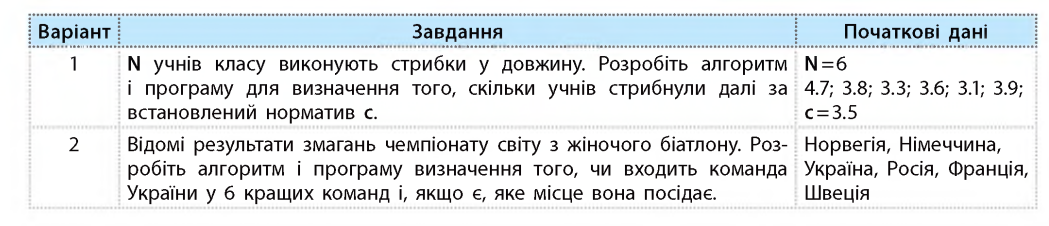 Варіант Завдання Початкові дані
1 N учнів класу виконують стрибки у довжину. Розробіть алгоритм N=6
і програму для визначення того, скільки учнів стрибнули далі за 4.7; 3.8; 3.3; 3.6; 3.1; 3.9;
встановлений норматив c. c=3.5
2 Відомі результати змагань чемпіонату світу з жіночого біатлону. Роз- Норвегія, Німеччина,
робіть алгоритм і програму визначення того, чи входить команда Україна, Росія, Франція,
України у 6 кращих команд і, якщо є, яке місце вона посідає. Швеція